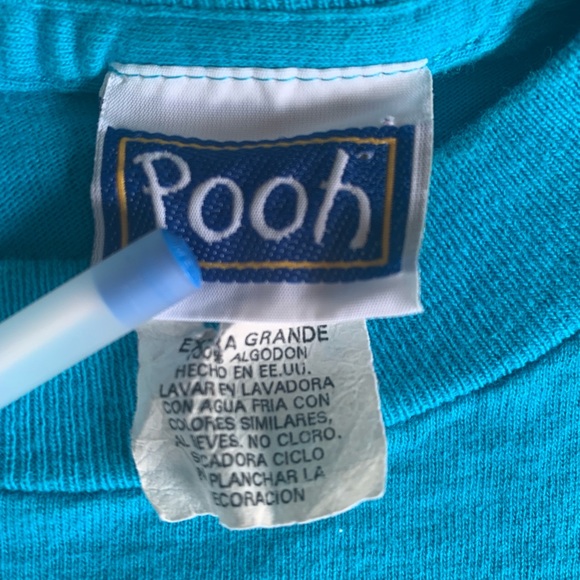 Pooh
GRANDE
ALGODON
HECHO EN EE.UU.
LAVAR EN LAVADORA
CON AGUA FRIA CON
COLORES SIMILARES,
NO CLORO.
CICLO
PLANCHAR LA